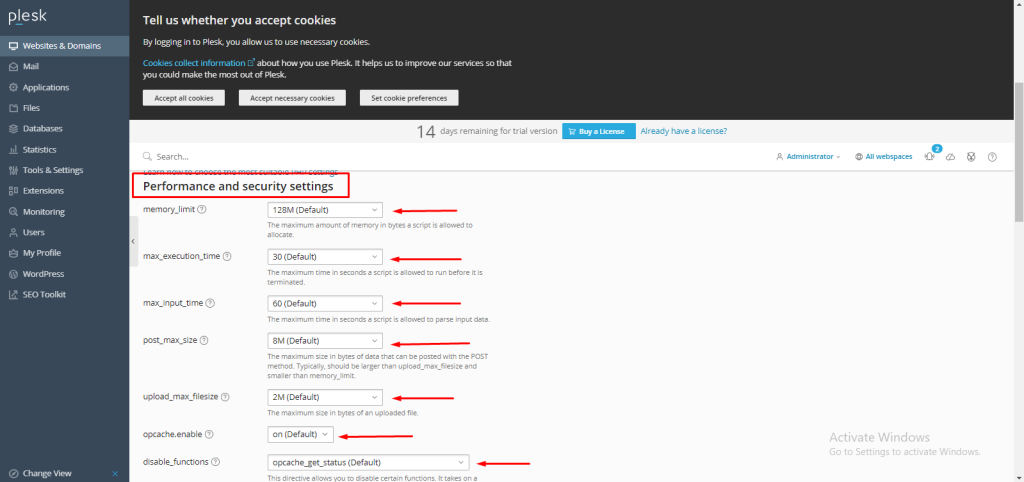 plesk
Websites & Domains
Mail
Applications
Files
Databases
Statistics
Tools & Settings
Extensions
Monitoring
Users
My Profile
WordPress
SEO Toolkit
Change View
Tell us whether you accept cookies
By logging in to Plesk, you allow us to use necessary cookies.
Cookies collect information about how you use Plesk. It helps us to improve our services so that
you could make the most out of Plesk.
Accept all cookies Accept necessary cookies Set cookie preferences
14 days remaining for trial version Buy a License Already have a license?
Search... Administrator All webspaces 2
Learn how to choose the most suitable PHP settings
Performance and security settings
memory_limit 128M (Default)
The maximum amount of memory in bytes a script is allowed to
allocate.
max_execution_time 30 (Default)
The maximum time in seconds a script is allowed to run before it is
terminated.
max_input_time 60 (Default)
The maximum time in seconds a script is allowed to parse input data.
post_max_size 8M (Default)
The maximum size in bytes of data that can be posted with the POST
method. Typically, should be larger than upload_max_filesize and
smaller than memory_limit.
upload_max_filesize 2M (Default)
The maximum size in bytes of an uploaded file.
opcache.enable on (Default)
disable_functions opcache_get_status (Default)
This directive allows you to disable certain functions. It takes on a
Activate Windows
Go to Settings to activate Windows.